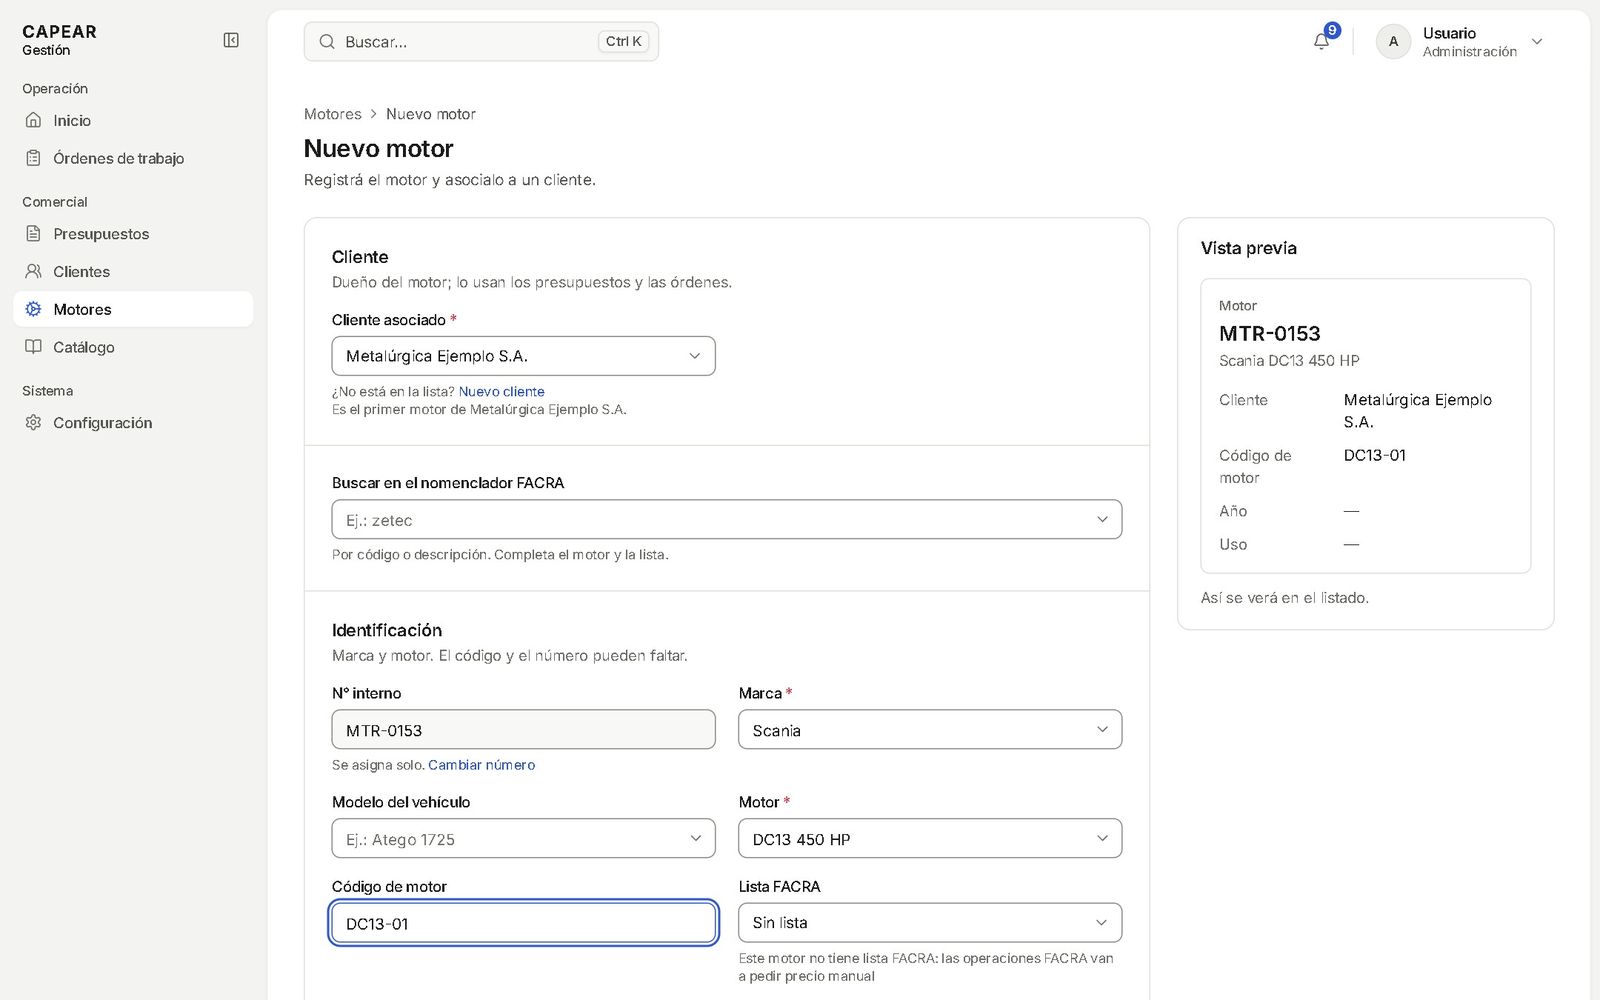 CAPEAR
Gestión
Operación
Inicio
Órdenes de trabajo
Comercial
Presupuestos
Clientes
Motores
Catálogo
Sistema
Configuración
Buscar...
Ctrl K
9
A
Usuario
Administración
Motores > Nuevo motor
Nuevo motor
Registrá el motor y asocialo a un cliente.
Cliente
Dueño del motor; lo usan los presupuestos y las órdenes.
Cliente asociado *
Metalúrgica Ejemplo S.A.
¿No está en la lista? Nuevo cliente
Es el primer motor de Metalúrgica Ejemplo S.A.
Buscar en el nomenclador FACRA
Ej.: zetec
Por código o descripción. Completa el motor y la lista.
Identificación
Marca y motor. El código y el número pueden faltar.
N° interno
MTR-0153
Se asigna solo. Cambiar número
Marca *
Scania
Modelo del vehículo
Ej.: Atego 1725
Motor *
DC13 450 HP
Código de motor
DC13-01
Lista FACRA
Sin lista
Este motor no tiene lista FACRA: las operaciones FACRA van
a pedir precio manual
Vista previa
Motor
MTR-0153
Scania DC13 450 HP
Cliente
Metalúrgica Ejemplo
S.A.
Código de
motor
DC13-01
Año
—
Uso
—
Así se verá en el listado.